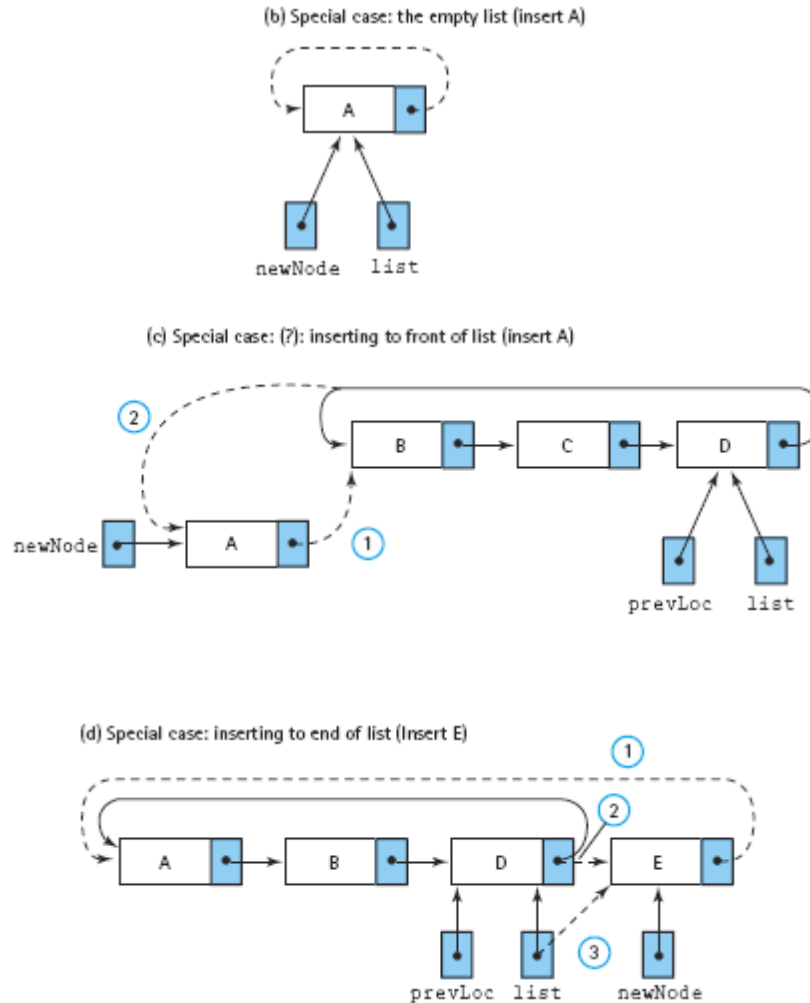 (b) Special case: the empty list (insert A)
A
newNode list
(c) Special case: (?): inserting to front of list (insert A)
2
B C D
newNode A 1
prevLoc list
(d) Special case: inserting to end of list (Insert E)
1
2
A B D E
3
prevLoc list newNode